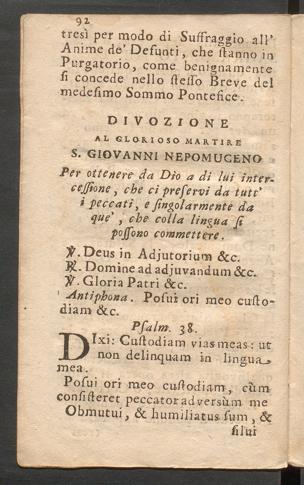 92
tresì per modo di Suffraggio all'
Anime de' Defunti, che ſtanno in
Purgatorio, come benignamente
ſi concede nello ſteſſo Breve del
medeſimo Sommo Pontefice.
DIVOZIONE
AL GLORIOSO MARTIRE
S. GIOVANNI NEPOMUCENO
Per ottenere da Dio a di lui inter-
ceſſione, che ci preſervi da tutt'
i peccati, e ſingolarmente da
que', che colla lingua ſi
poſſono commettere.
℣. Deus in Adjutorium &c.
℟. Domine ad adjuvandum &c.
℣. Gloria Patri &c.
Antiphona. Poſui ori meo cuſto-
diam &c.
Pſalm. 38.
DIxi: Cuſtodiam vias meas: ut
non delinquam in lingua
mea.
Poſui ori meo cuſtodiam, cùm
conſiſteret peccator adversùm me
Obmutui, & humiliatus ſum, &
ſilui